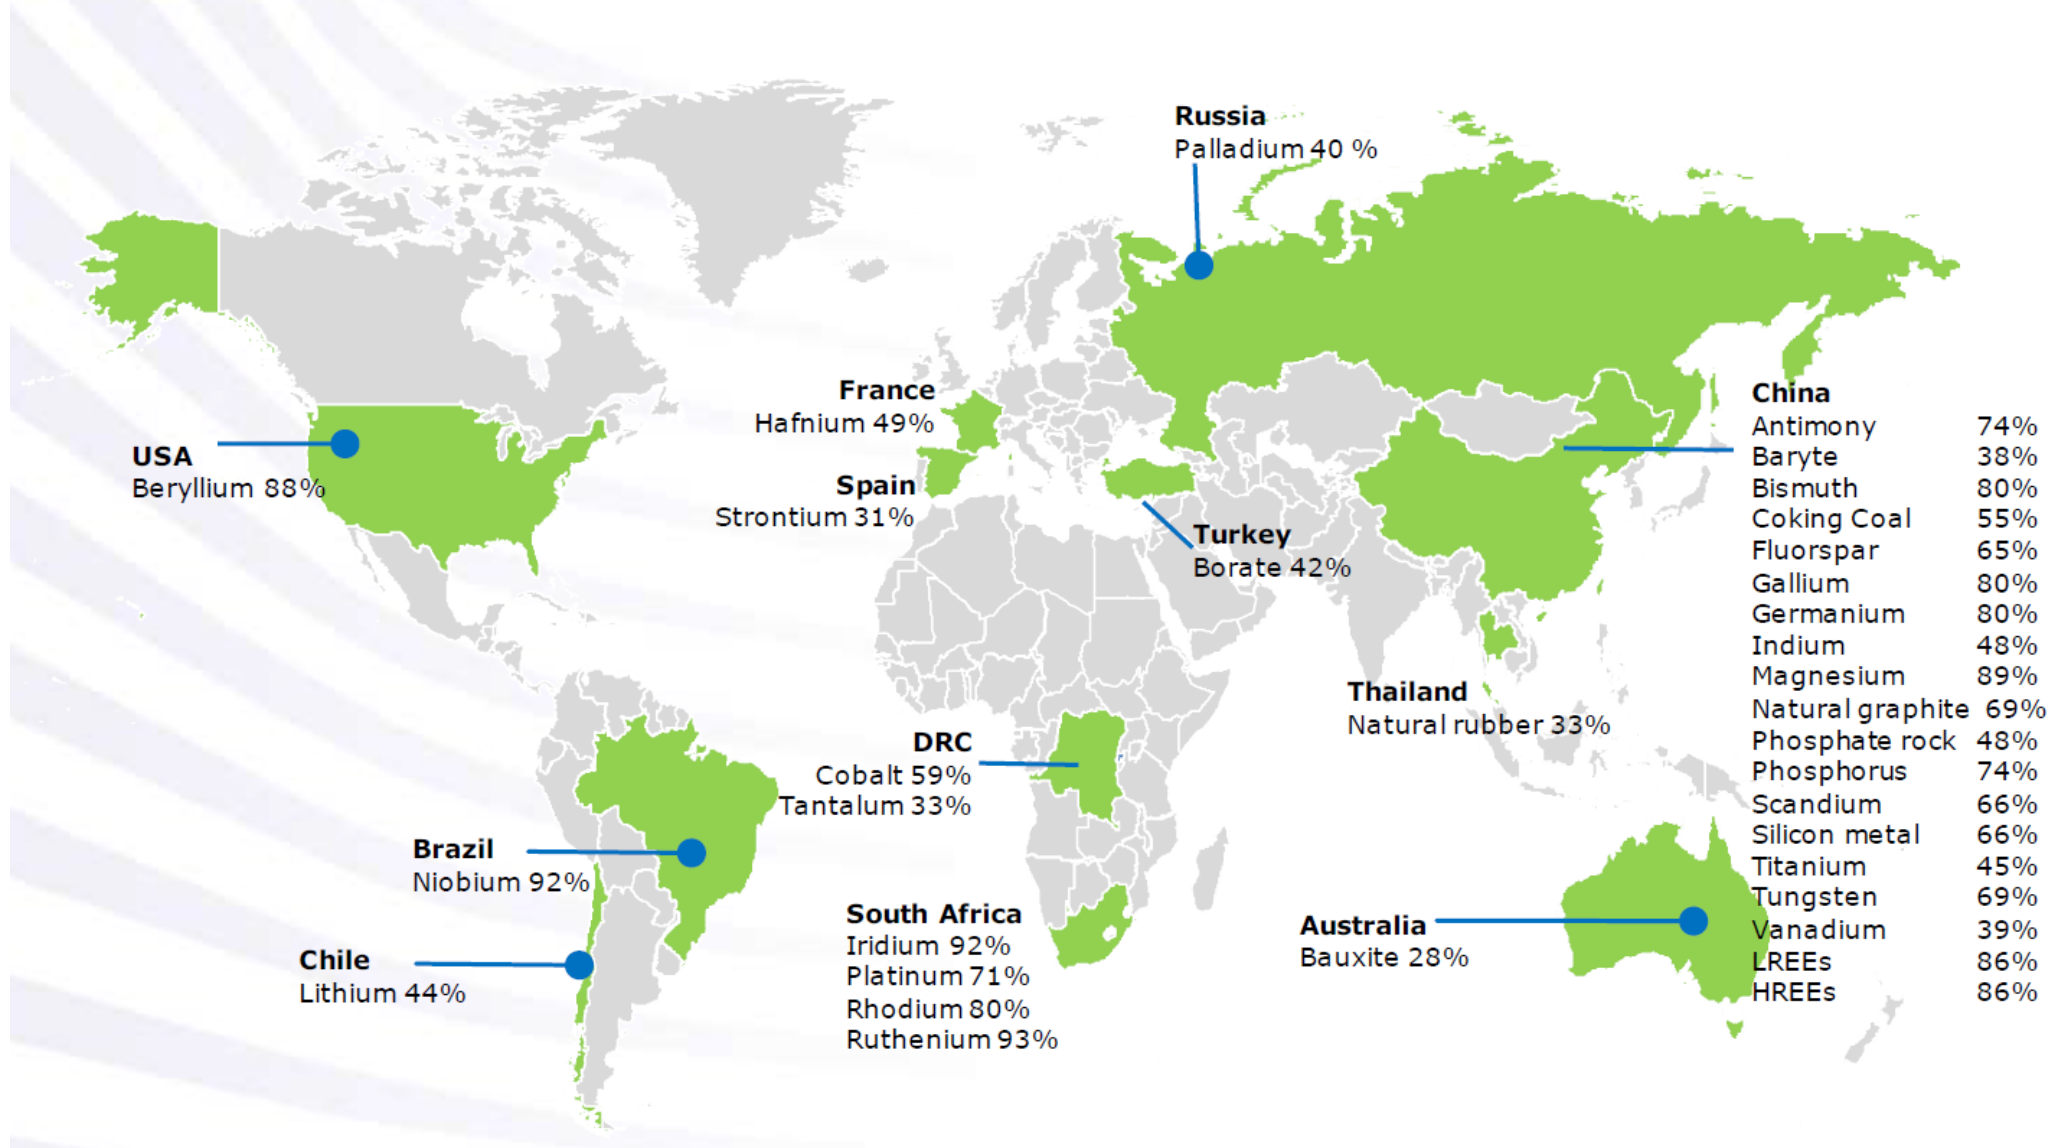 Russia
Palladium 40 %
France
Hafnium 49%
Spain
Strontium 31%
Turkey
Borate 42%
USA
Beryllium 88%
China
Antimony 74%
Baryte 38%
Bismuth 80%
Coking Coal 55%
Fluorspar 65%
Gallium 80%
Germanium 80%
Indium 48%
Magnesium 89%
Natural graphite 69%
Phosphate rock 48%
Phosphorus 74%
Scandium 66%
Silicon metal 66%
Titanium 45%
Tungsten 69%
Vanadium 39%
LREEs 86%
HREEs 86%
Thailand
Natural rubber 33%
DRC
Cobalt 59%
Tantalum 33%
Brazil
Niobium 92%
Chile
Lithium 44%
South Africa
Iridium 92%
Platinum 71%
Rhodium 80%
Ruthenium 93%
Australia
Bauxite 28%